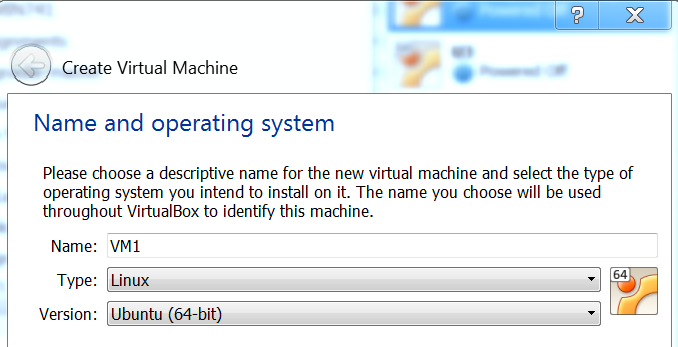 Create Virtual Machine
Name and operating system
Please choose a descriptive name for the new virtual machine and select the type of
operating system you intend to install on it. The name you choose will be used
throughout VirtualBox to identify this machine.
Name: VM1
Type: Linux
64
Version: Ubuntu (64-bit)